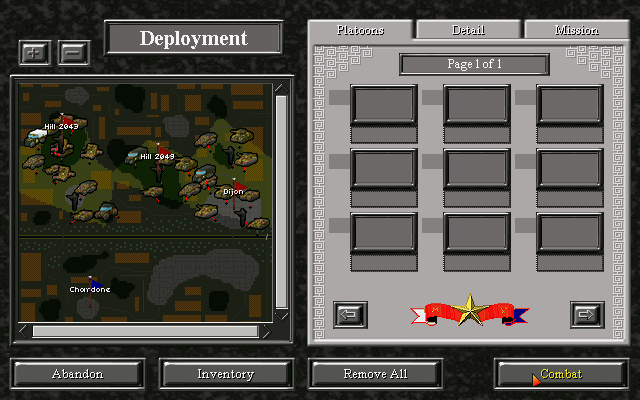 Deployment
Platoons
Detail
Mission
Page 1 of 1
Hill 2043
Hill 2049
Dijon
Chardone
Abandon
Inventory
Remove All
Combat